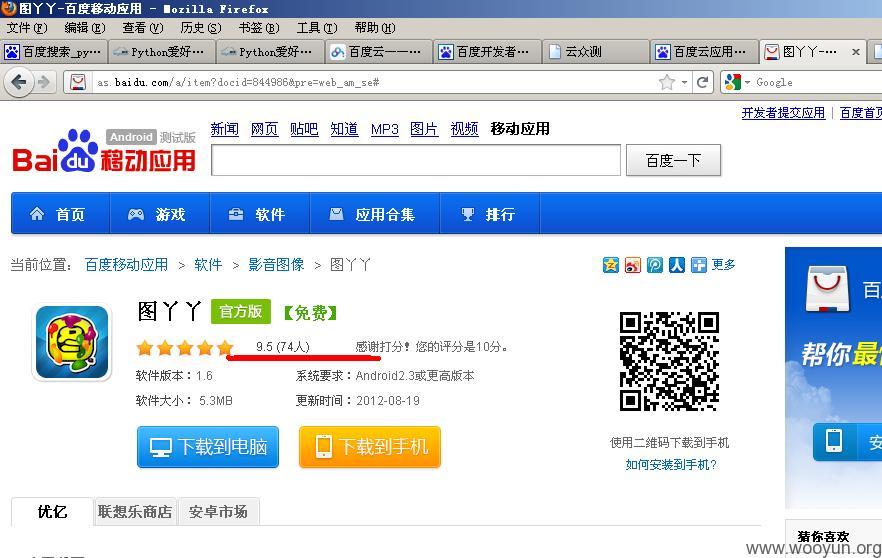 图丫丫-百度移动应用 - Mozilla Firefox
文件(F) 编辑(E) 查看(V) 历史(S) 书签(B) 工具(T) 帮助(H)
百度搜索_py… Python爱好… Python爱好… 百度云——… 百度开发者… 云众测 百度云应用… 图丫丫-…
as.baidu.com/a/item?docid=844986&pre=web_am_se# Google
开发者提交应用 | 百度首页
Bai du 移动应用 Android 测试版
新闻 网页 贴吧 知道 MP3 图片 视频 移动应用
百度一下
首页 游戏 软件 应用合集 排行
当前位置: 百度移动应用 > 软件 > 影音图像 > 图丫丫
更多
图丫丫 官方版 【免费】
9.5 (74人) 感谢打分! 您的评分是10分。
软件版本:1.6 系统要求:Android2.3或更高版本
软件大小: 5.3MB 更新时间:2012-08-19
下载到电脑 下载到手机
使用二维码下载到手机
如何安装到手机?
百
帮你最
安
优亿 联想乐商店 安卓市场
猜你喜欢
www.wooyun.org